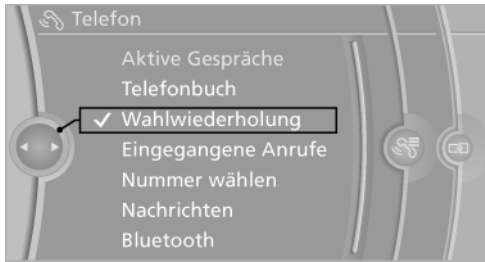 Telefon
Aktive Gespräche
Telefonbuch
Wahlwiederholung
Eingegangene Anrufe
Nummer wählen
Nachrichten
Bluetooth